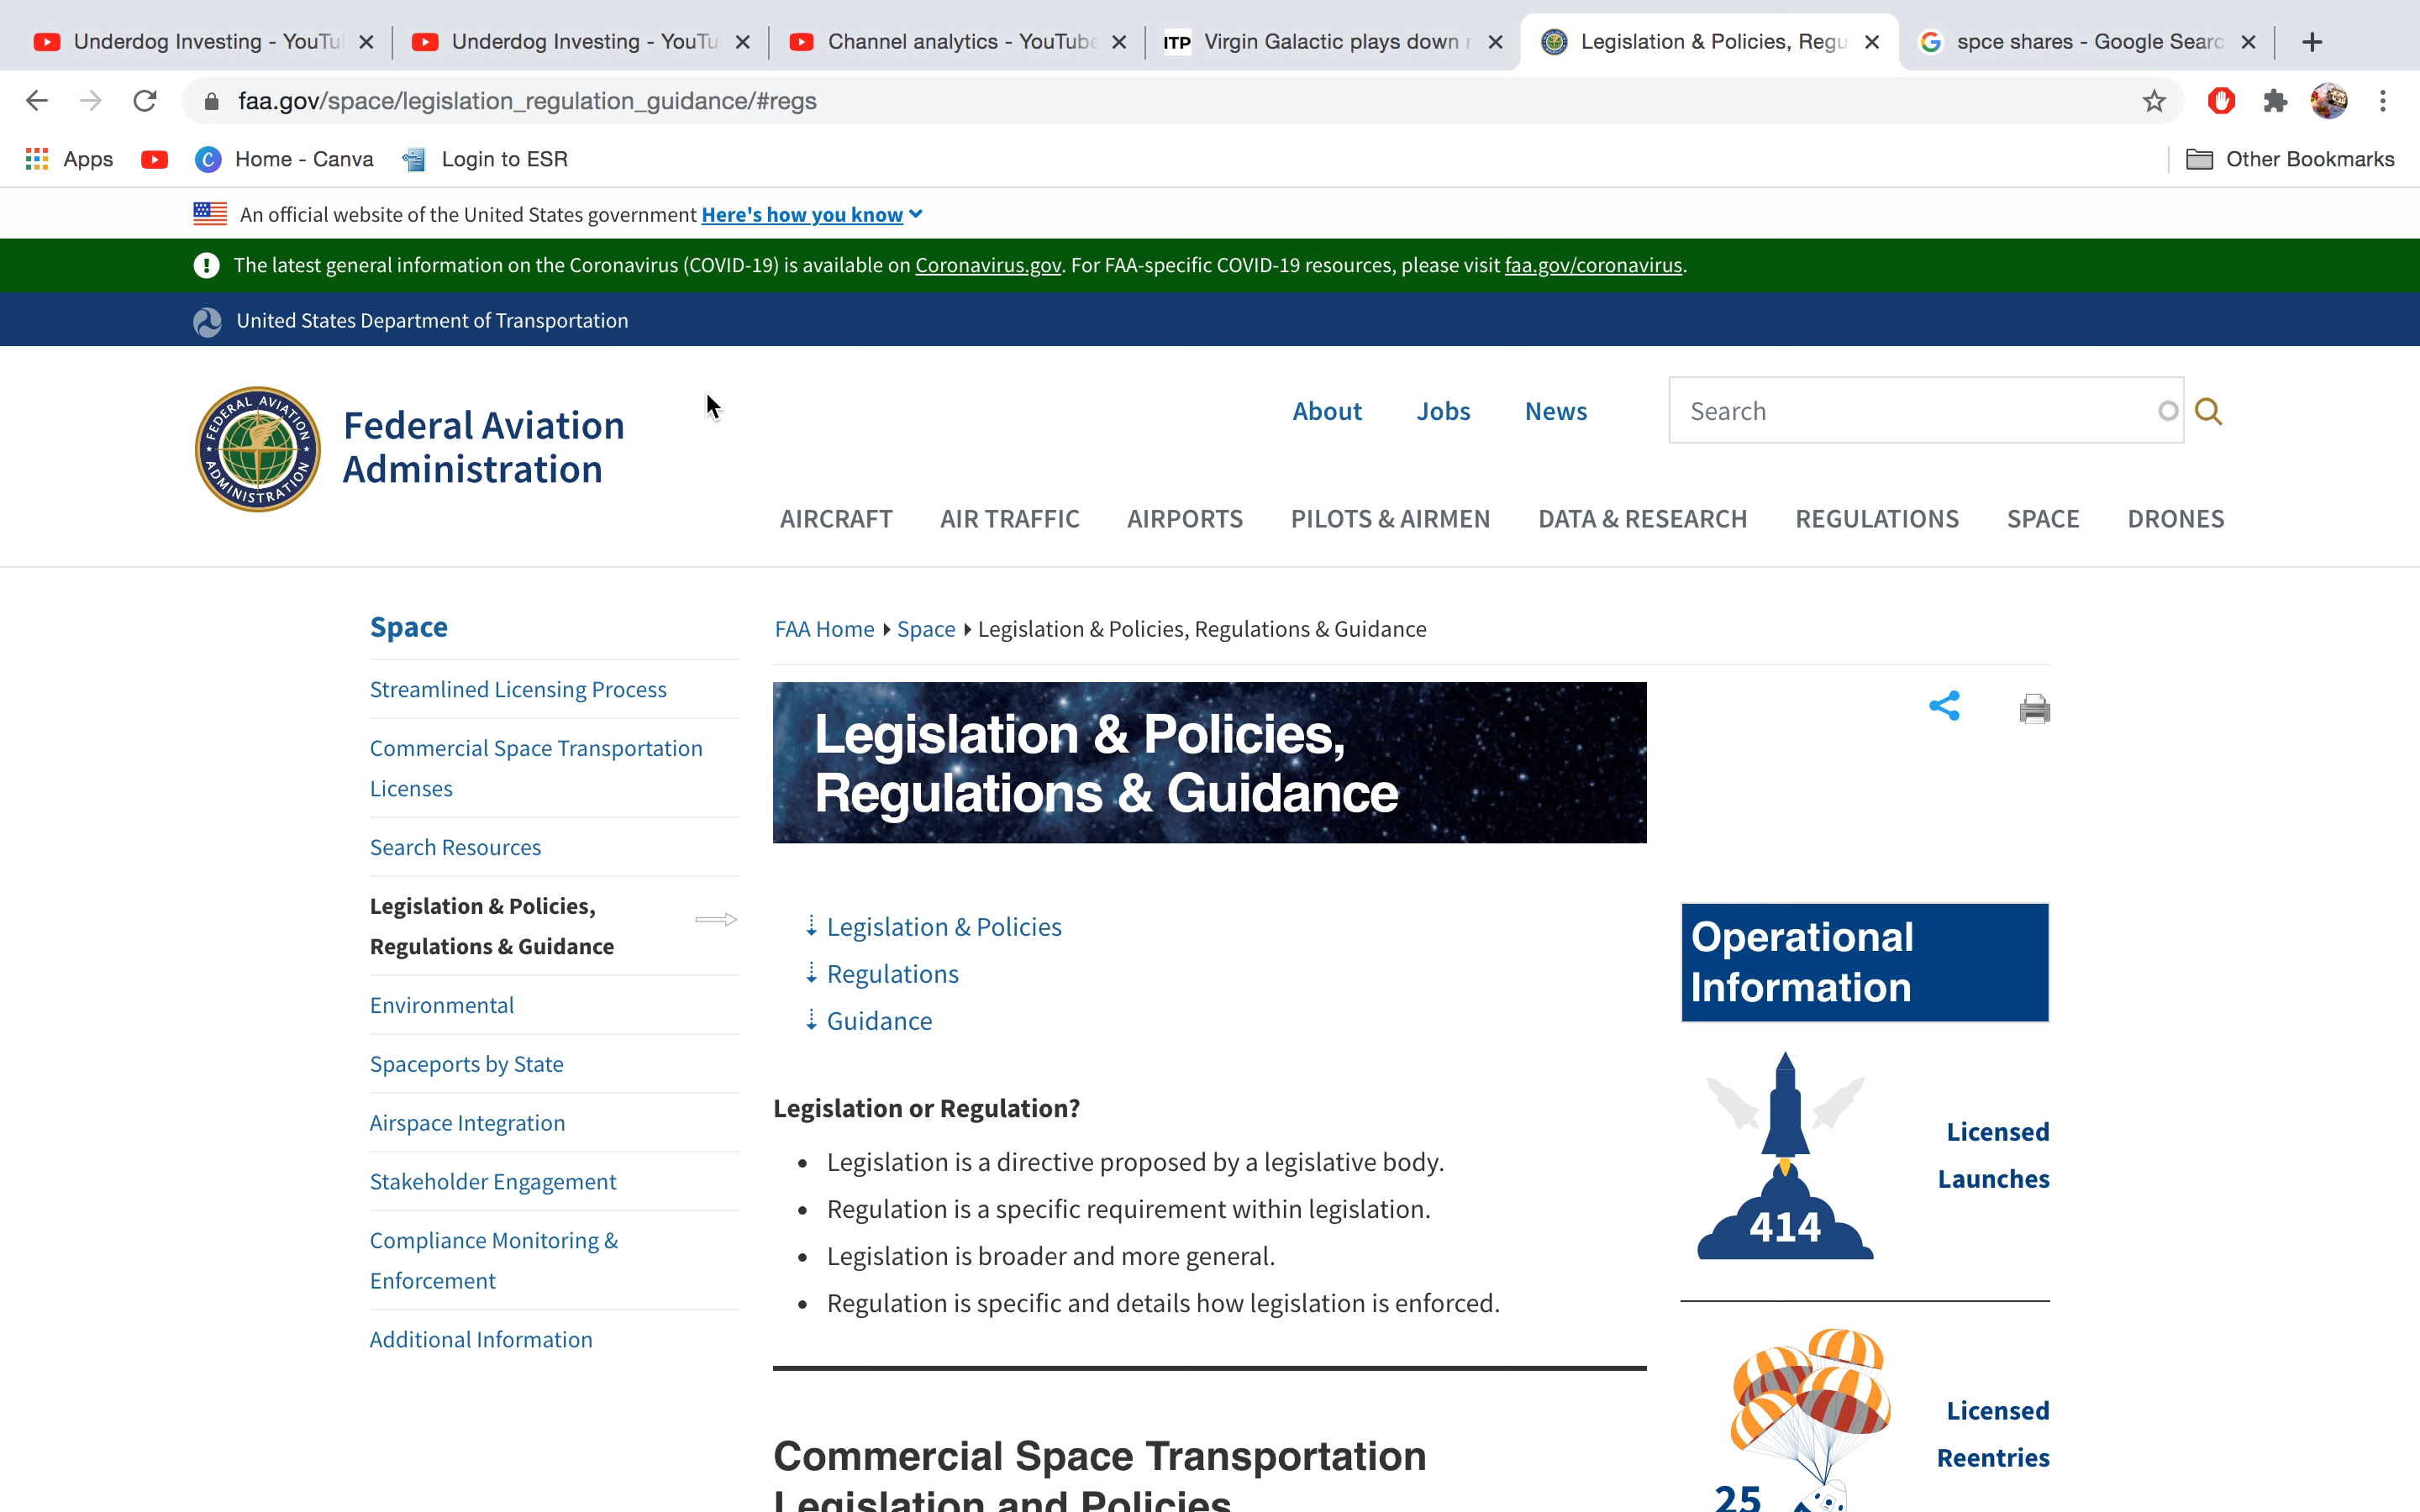 Underdog Investing - YouTu
Underdog Investing - YouTu
Channel analytics - YouTube
ITP Virgin Galactic plays down r
Legislation & Policies, Regu
spce shares - Google Searc
faa.gov/space/legislation_regulation_guidance/#regs
Apps
Home - Canva
Login to ESR
Other Bookmarks
An official website of the United States government Here's how you know
The latest general information on the Coronavirus (COVID-19) is available on Coronavirus.gov. For FAA-specific COVID-19 resources, please visit faa.gov/coronavirus.
United States Department of Transportation
FEDERAL AVIATION ADMINISTRATION
Federal Aviation
Administration
About
Jobs
News
Search
AIRCRAFT
AIR TRAFFIC
AIRPORTS
PILOTS & AIRMEN
DATA & RESEARCH
REGULATIONS
SPACE
DRONES
Space
Streamlined Licensing Process
Commercial Space Transportation
Licenses
Search Resources
Legislation & Policies,
Regulations & Guidance
Environmental
Spaceports by State
Airspace Integration
Stakeholder Engagement
Compliance Monitoring &
Enforcement
Additional Information
FAA Home Space Legislation & Policies, Regulations & Guidance
Legislation & Policies,
Regulations & Guidance
Legislation & Policies
Regulations
Guidance
Legislation or Regulation?
Legislation is a directive proposed by a legislative body.
Regulation is a specific requirement within legislation.
Legislation is broader and more general.
Regulation is specific and details how legislation is enforced.
Commercial Space Transportation
Legislation and Policies
Operational
Information
Licensed
Launches
414
Licensed
Reentries
25